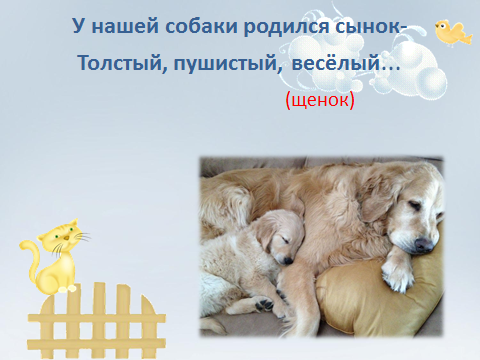 У нашей собаки родился сынок-
Толстый, пушистый, весёлый...
(щенок)